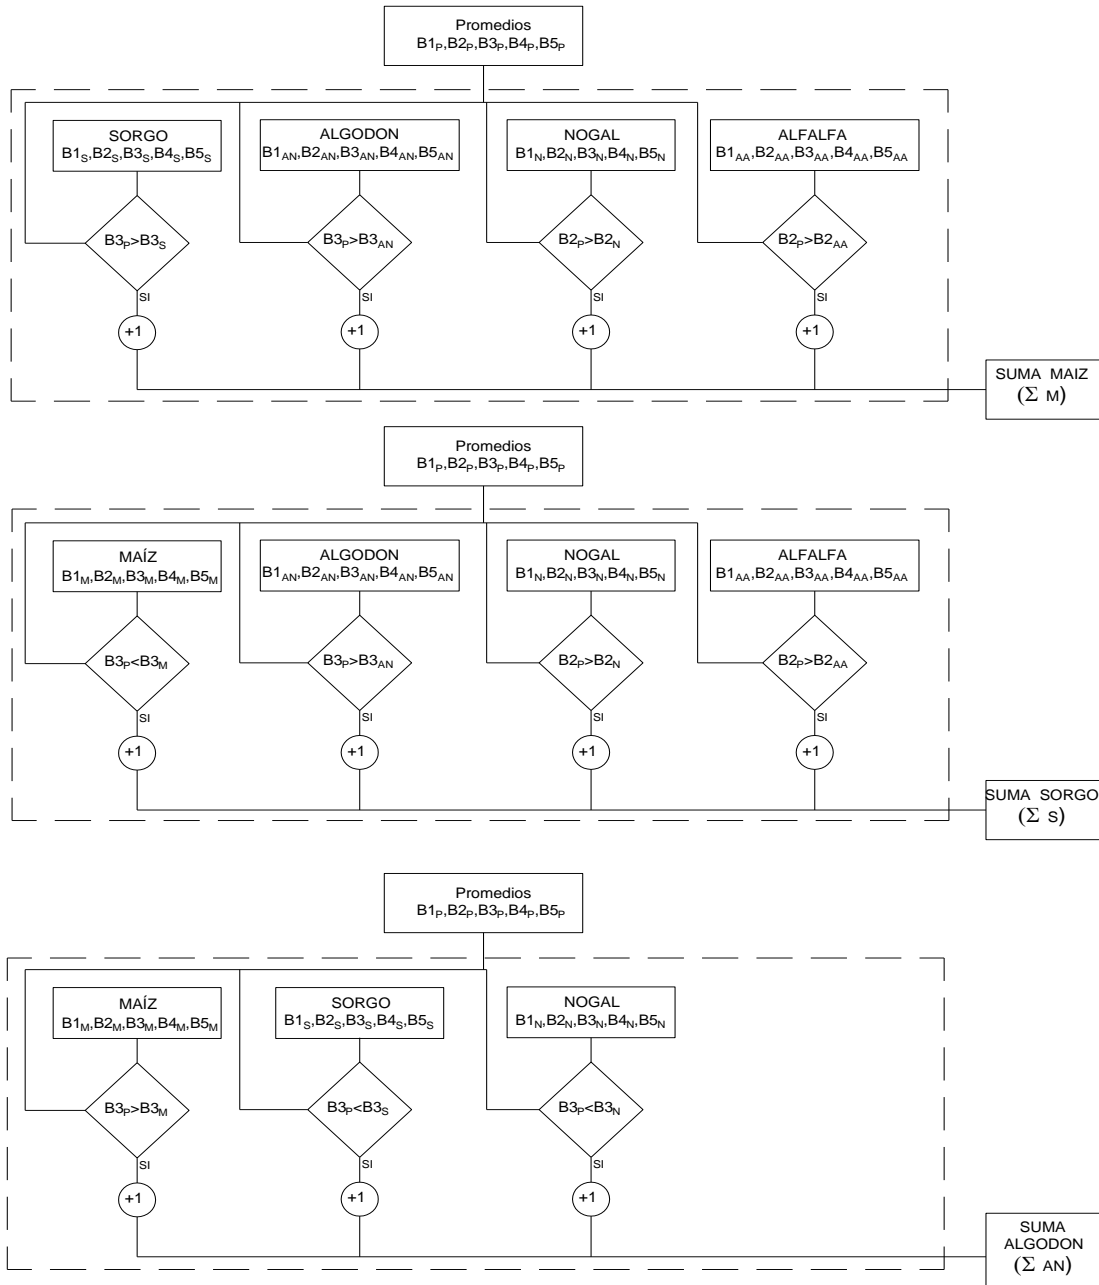 Promedios
B1P,B2P,B3P,B4P,B5P
SORGO
B1S,B2S,B3S,B4S,B5S
ALGODON
B1AN,B2AN,B3AN,B4AN,B5AN
NOGAL
B1N,B2N,B3N,B4N,B5N
ALFALFA
B1AA,B2AA,B3AA,B4AA,B5AA
B3P>B3S
B3P>B3AN
B2P>B2N
B2P>B2AA
SI
SI
SI
SI
+1
+1
+1
+1
SUMA MAIZ
(Σ M)
Promedios
B1P,B2P,B3P,B4P,B5P
MAÍZ
B1M,B2M,B3M,B4M,B5M
ALGODON
B1AN,B2AN,B3AN,B4AN,B5AN
NOGAL
B1N,B2N,B3N,B4N,B5N
ALFALFA
B1AA,B2AA,B3AA,B4AA,B5AA
B3P<B3M
B3P>B3AN
B2P>B2N
B2P>B2AA
SI
SI
SI
SI
+1
+1
+1
+1
SUMA SORGO
(Σ S)
Promedios
B1P,B2P,B3P,B4P,B5P
MAÍZ
B1M,B2M,B3M,B4M,B5M
SORGO
B1S,B2S,B3S,B4S,B5S
NOGAL
B1N,B2N,B3N,B4N,B5N
B3P>B3M
B3P<B3S
B3P<B3N
SI
SI
SI
+1
+1
+1
SUMA
ALGODON
(Σ AN)